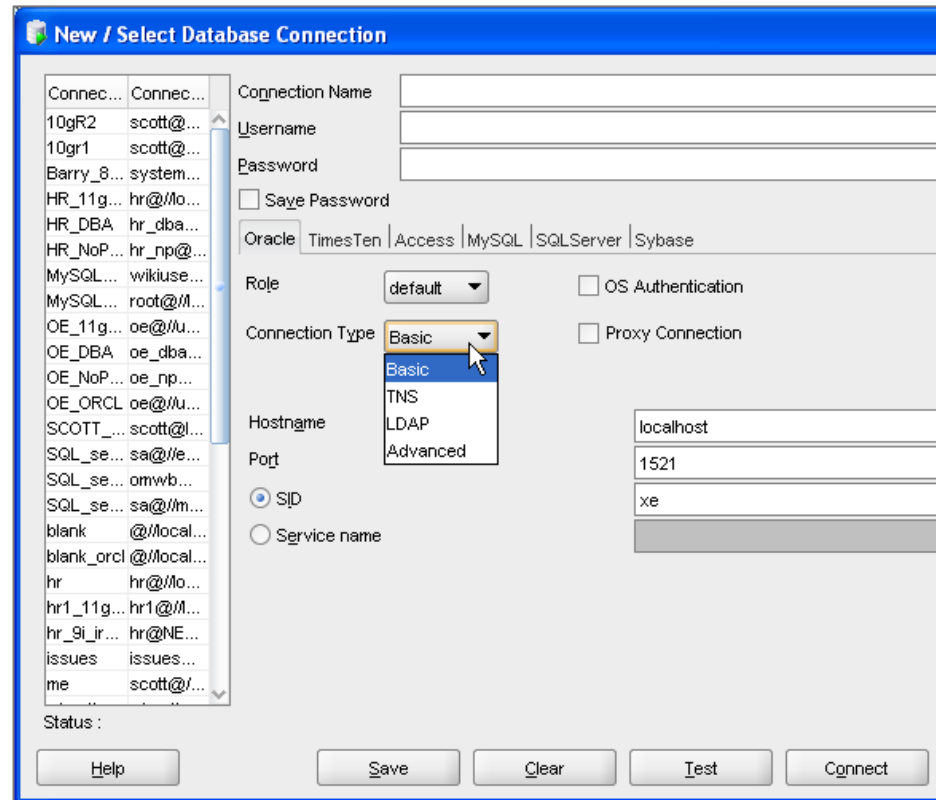 New / Select Database Connection
Connec... Connec...
10gR2 scott@...
10gr1 scott@...
Barry_8... system...
HR_11g... hr@//lo...
HR_DBA hr_dba...
HR_NoP... hr_np@...
MySQL... wikiuse...
MySQL... root@//l...
OE_11g... oe@//u...
OE_DBA oe_dba...
OE_NoP... oe_np...
OE_ORCL oe@//u...
SCOTT_... scott@l...
SQL_se... sa@//e...
SQL_se... omwb...
SQL_se... sa@//m...
blank @//local...
blank_orcl @//local...
hr hr@//lo...
hr1_11g... hr1@//l...
hr_9i_ir... hr@NE...
issues issues...
me scott@/...
Connection Name
Username
Password
Save Password
Oracle TimesTen Access MySQL SQLServer Sybase
Role default OS Authentication
Connection Type Basic Proxy Connection
Basic
TNS
LDAP
Advanced
Hostname localhost
Port 1521
SID xe
Service name
Status :
Help Save Clear Test Connect